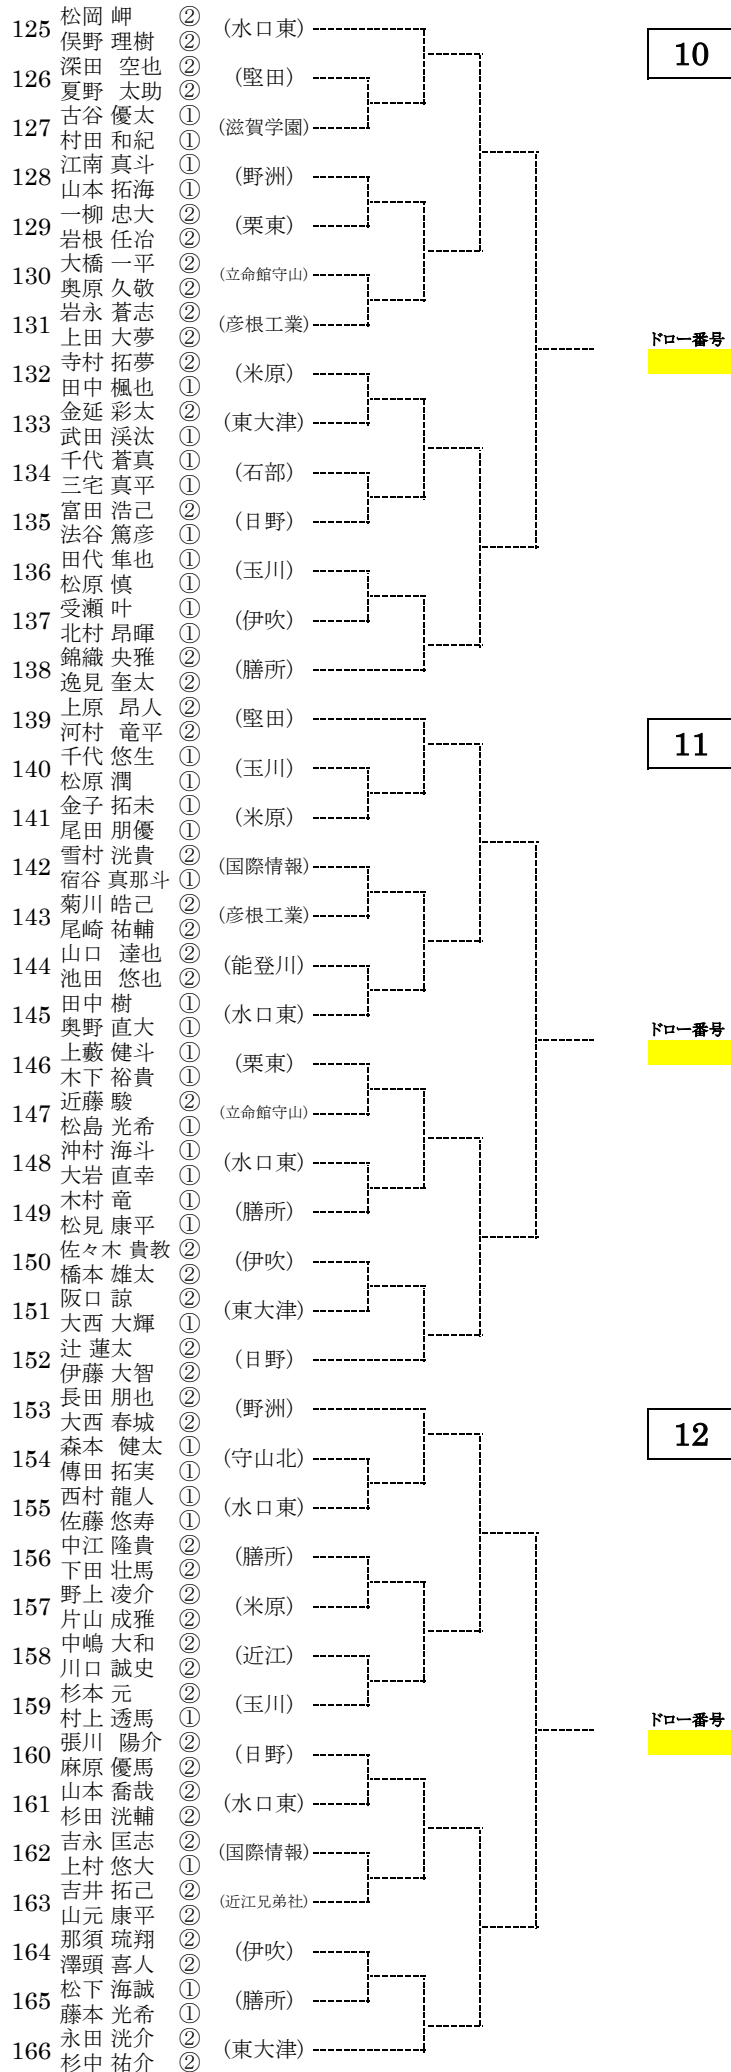 125 松岡 岬 ② (水口東)
俣野 理樹 ②
10
126 深田 空也 ② (堅田)
夏野 太助 ②
127 古谷 優太 ① (滋賀学園)
村田 和紀 ①
128 江南 真斗 ① (野洲)
山本 拓海 ①
129 一柳 忠大 ② (栗東)
岩根 任冶 ②
130 大橋 一平 ② (立命館守山)
奥原 久敬 ②
131 岩永 蒼志 ② (彦根工業)
上田 大夢 ②
ドロー番号
132 寺村 拓夢 ② (米原)
田中 楓也 ①
133 金延 彩太 ② (東大津)
武田 渓汰 ①
134 千代 蒼真 ① (石部)
三宅 真平 ①
135 富田 浩己 ② (日野)
法谷 篤彦 ①
136 田代 隼也 ① (玉川)
松原 慎 ①
137 受瀬 叶 ① (伊吹)
北村 昂暉 ①
138 錦織 央雅 ② (膳所)
逸見 奎太 ②
139 上原 昂人 ② (堅田)
河村 竜平 ②
11
140 千代 悠生 ① (玉川)
松原 潤 ①
141 金子 拓未 ① (米原)
尾田 朋優 ①
142 雪村 洸貴 ② (国際情報)
宿谷 真那斗 ①
143 菊川 皓己 ② (彦根工業)
尾崎 祐輔 ②
144 山口 達也 ② (能登川)
池田 悠也 ②
145 田中 樹 ① (水口東)
奥野 直大 ①
ドロー番号
146 上藪 健斗 ① (栗東)
木下 裕貴 ①
147 近藤 駿 ② (立命館守山)
松島 光希 ①
148 沖村 海斗 ① (水口東)
大岩 直幸 ①
149 木村 竜 ① (膳所)
松見 康平 ①
150 佐々木 貴教 ② (伊吹)
橋本 雄太 ②
151 阪口 諒 ② (東大津)
大西 大輝 ①
152 辻 蓮太 ② (日野)
伊藤 大智 ②
153 長田 朋也 ② (野洲)
大西 春城 ②
12
154 森本 健太 ① (守山北)
傳田 拓実 ①
155 西村 龍人 ① (水口東)
佐藤 悠寿 ①
156 中江 隆貴 ② (膳所)
下田 壮馬 ②
157 野上 凌介 ② (米原)
片山 成雅 ②
158 中嶋 大和 ② (近江)
川口 誠史 ②
159 杉本 元 ② (玉川)
村上 透馬 ①
ドロー番号
160 張川 陽介 ② (日野)
麻原 優馬 ②
161 山本 喬哉 ② (水口東)
杉田 洸輔 ②
162 吉永 匡志 ② (国際情報)
上村 悠大 ①
163 吉井 拓己 ② (近江兄弟社)
山元 康平 ②
164 那須 琉翔 ② (伊吹)
澤頭 喜人 ②
165 松下 海誠 ① (膳所)
藤本 光希 ①
166 永田 洸介 ② (東大津)
杉中 祐介 ②